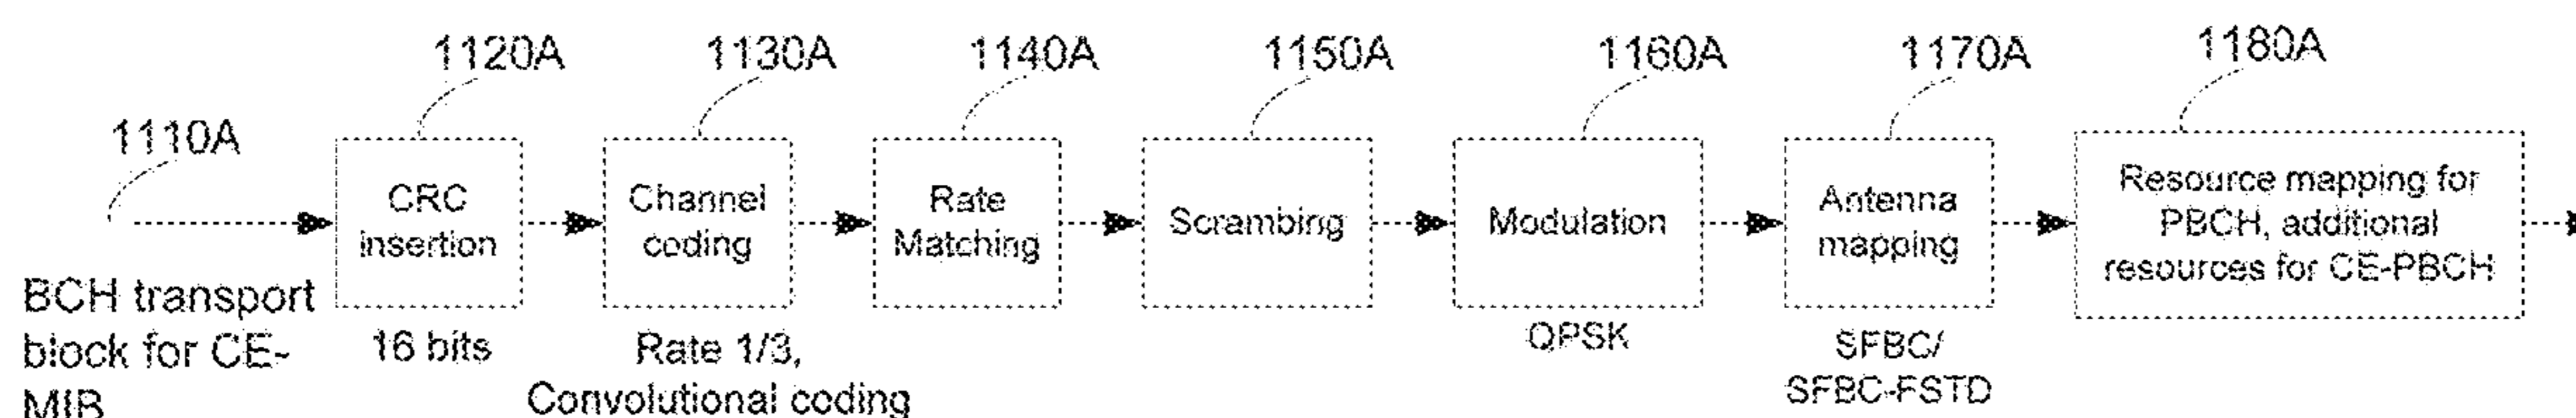 1110A
BCH transport
block for CE-
MIB
1120A
CRC
insertion
16 bits
1130A
Channel
coding
Rate 1/3,
Convolutional coding
1140A
Rate
Matching
1150A
Scrambing
1160A
Modulation
QPSK
1170A
Antenna
mapping
SFBC/
SFBC-FSTD
1180A
Resource mapping for
PBCH, additional
resources for CE-PBCH